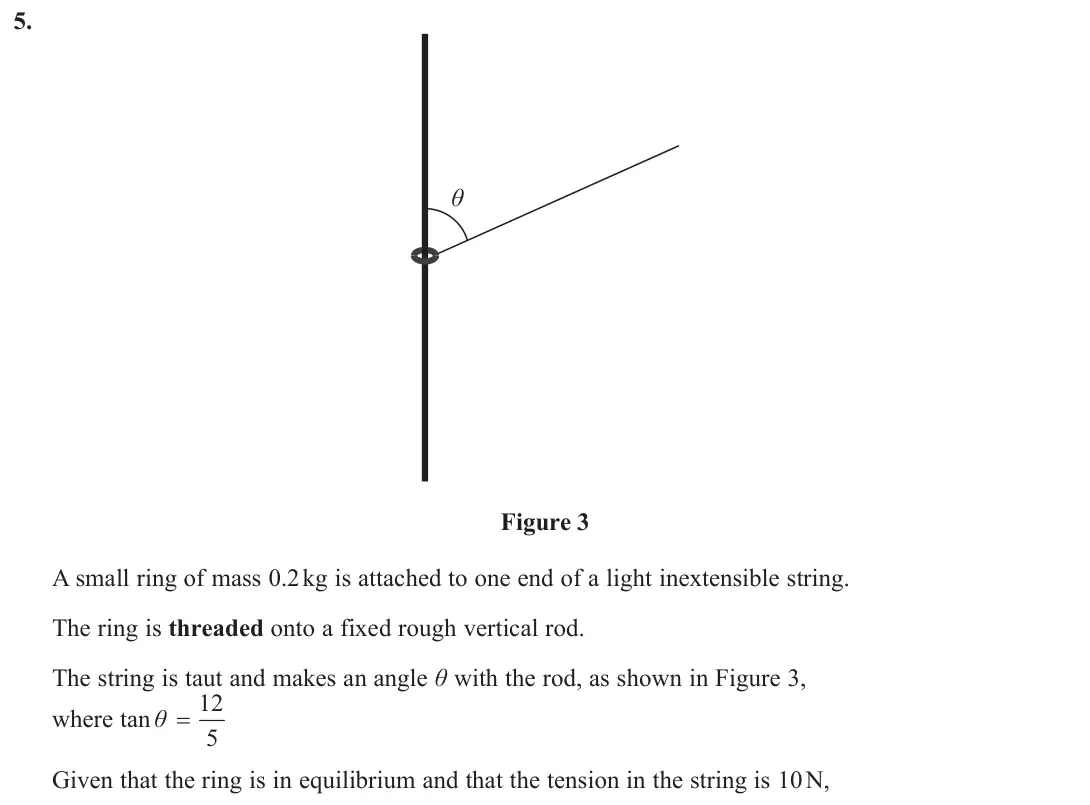 5.
θ
Figure 3
A small ring of mass 0.2 kg is attached to one end of a light inextensible string.
The ring is threaded onto a fixed rough vertical rod.
The string is taut and makes an angle θ with the rod, as shown in Figure 3,
where tan θ = 12/5
Given that the ring is in equilibrium and that the tension in the string is 10 N,